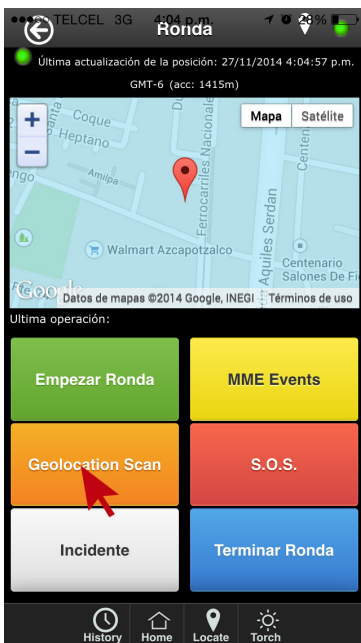 TELCEL 3G 4:04 p.m. 28%
Ronda
Última actualización de la posición: 27/11/2014 4:04:57 p.m.
GMT-6 (acc: 1415m)
+
Mapa Satélite
Coque
Heptano
−
Amilpa
Ferrocarriles Nacionale
Walmart Azcapotzalco
Aquiles Serdan
Centenario
Salones De Fi
Google
Datos de mapas ©2014 Google, INEGI Términos de uso
Ultima operación:
Empezar Ronda
MME Events
Geolocation Scan
S.O.S.
Incidente
Terminar Ronda
History Home Locate Torch